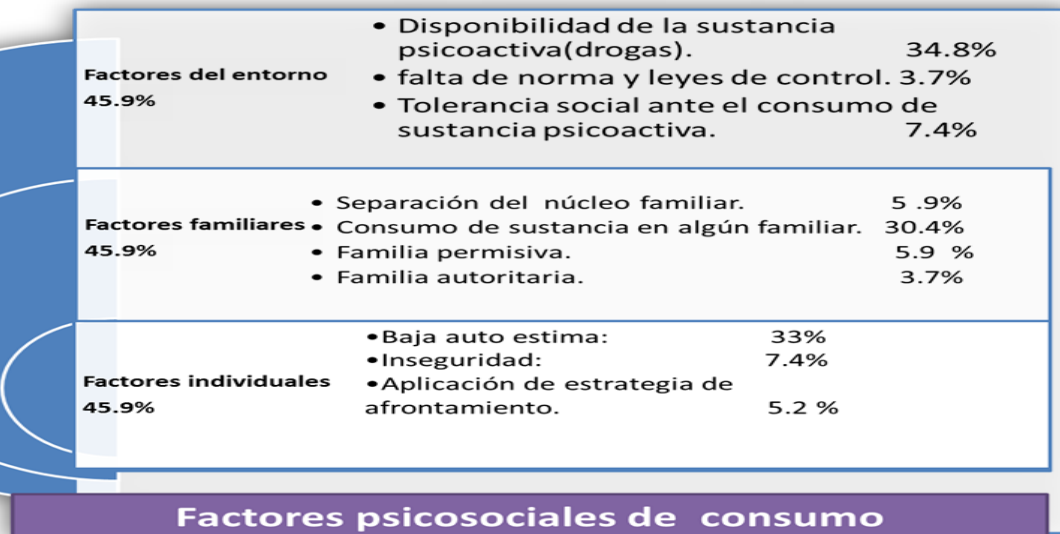 • Disponibilidad de la sustancia
psicoactiva(drogas). 34.8%
Factores del entorno
45.9%
• falta de norma y leyes de control. 3.7%
• Tolerancia social ante el consumo de
sustancia psicoactiva. 7.4%
• Separación del núcleo familiar. 5 .9%
Factores familiares • Consumo de sustancia en algún familiar. 30.4%
45.9% • Familia permisiva. 5.9 %
• Familia autoritaria. 3.7%
•Baja auto estima: 33%
•Inseguridad: 7.4%
Factores individuales •Aplicación de estrategia de
45.9% afrontamiento. 5.2 %
Factores psicosociales de consumo